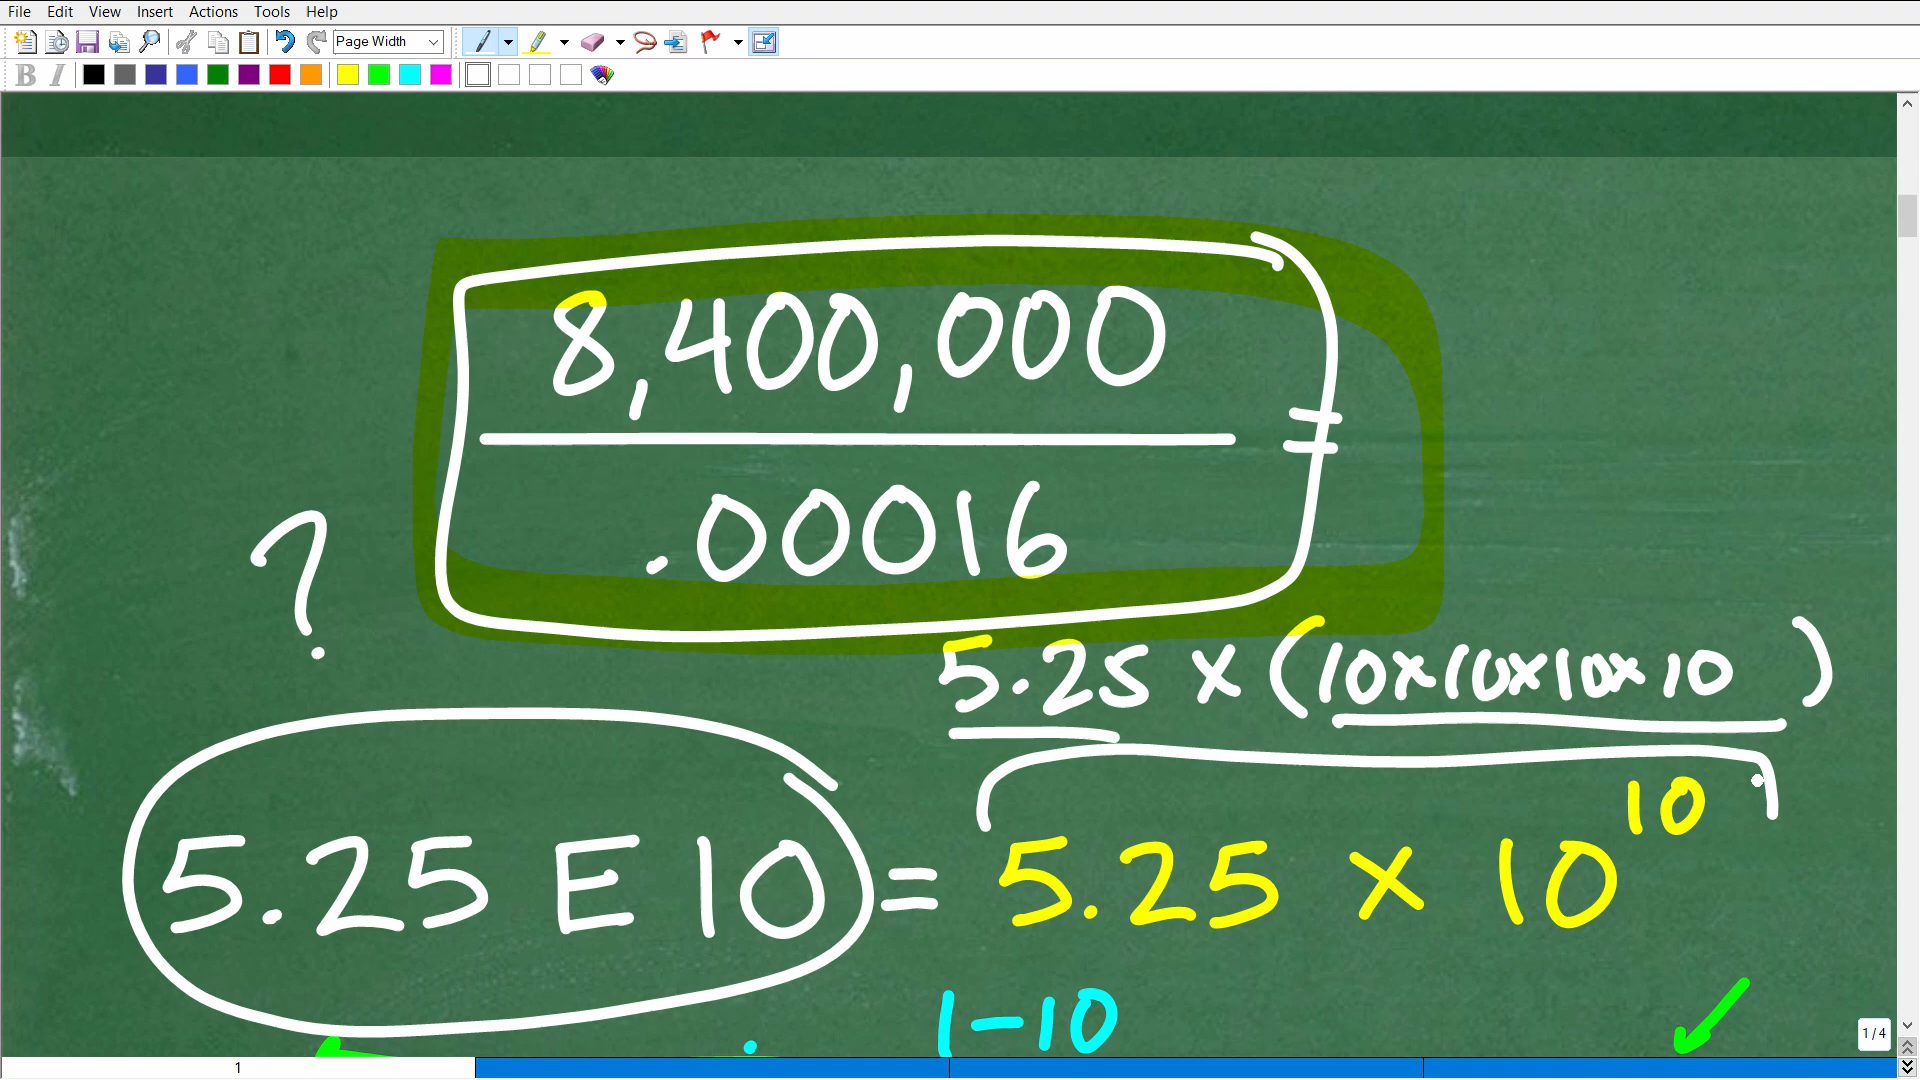 File Edit View Insert Actions Tools Help
Page Width
B I
8,400,000
.00016
=
?
5.25 x (10x10x10x10 )
5.25 E 10 = 5.25 x 10^10
1-10
1 / 4
1